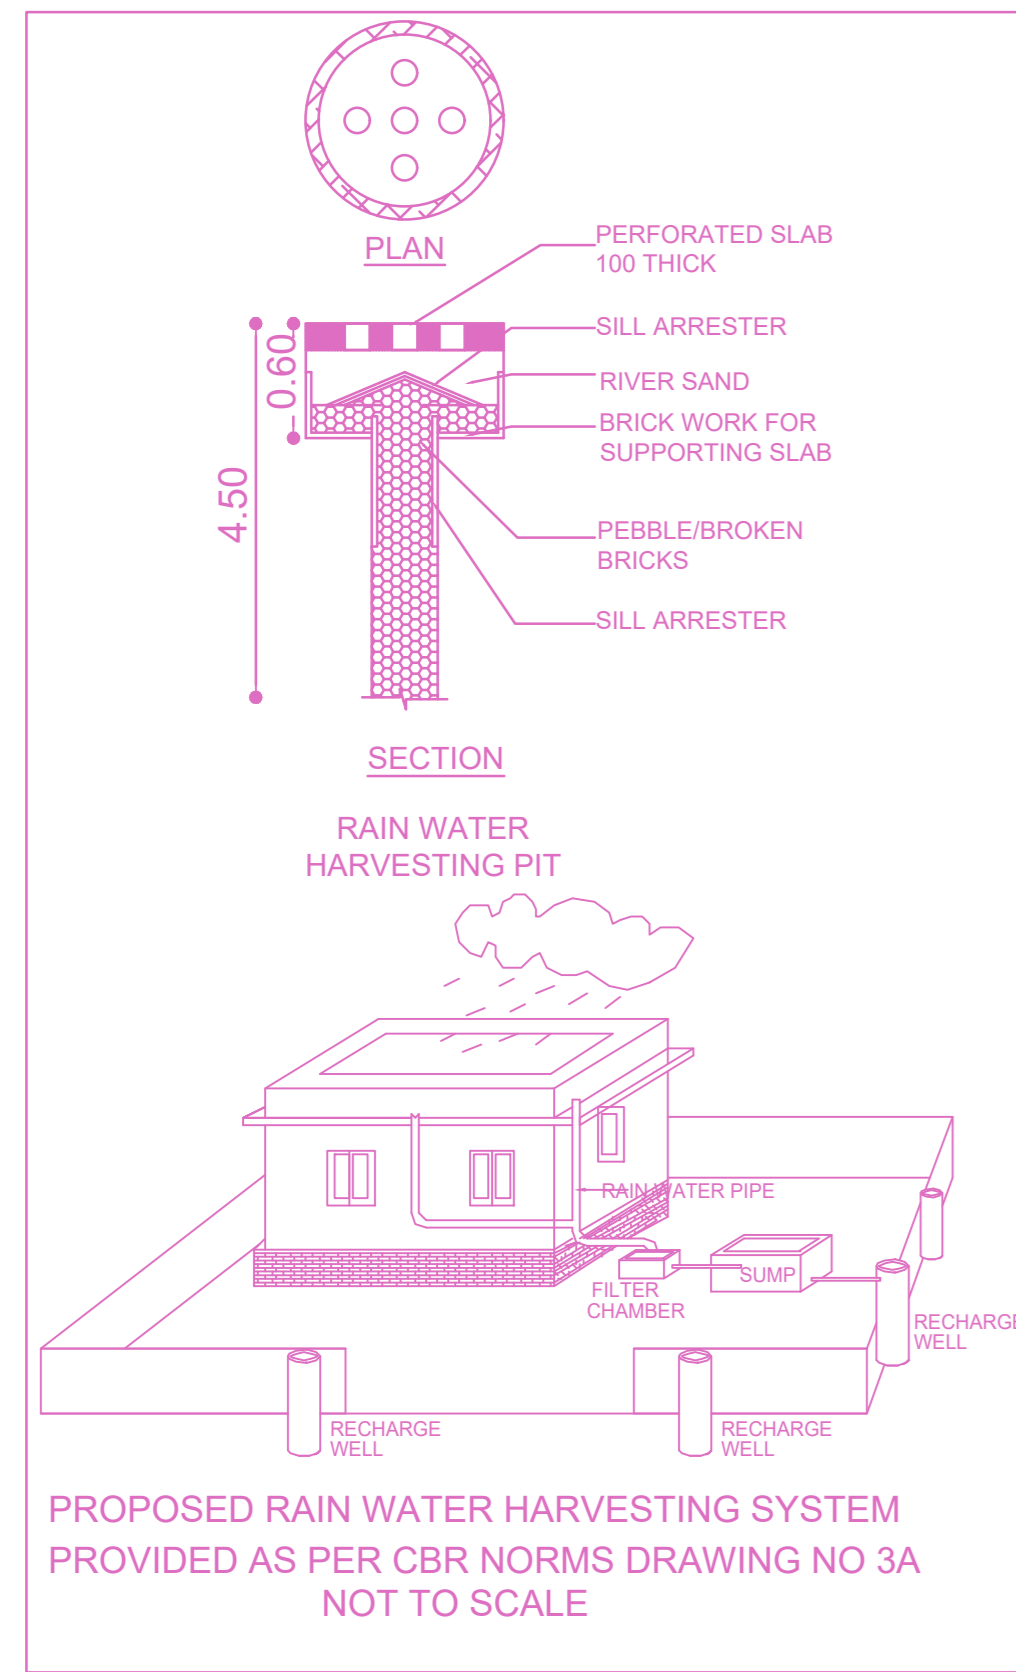 PLAN
PERFORATED SLAB
100 THICK
SILL ARRESTER
0.60
RIVER SAND
BRICK WORK FOR
SUPPORTING SLAB
4.50
PEBBLE/BROKEN
BRICKS
SILL ARRESTER
SECTION
RAIN WATER
HARVESTING PIT
RAIN WATER PIPE
SUMP
FILTER
CHAMBER
RECHARGE
WELL
RECHARGE
WELL
RECHARGE
WELL
PROPOSED RAIN WATER HARVESTING SYSTEM
PROVIDED AS PER CBR NORMS DRAWING NO 3A
NOT TO SCALE